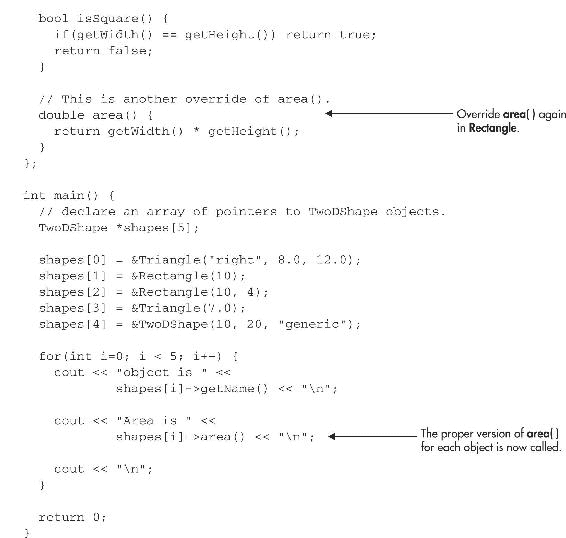 bool isSquare() {
if(getWidth() == getHeight()) return true;
return false;
}
// This is another override of area().
double area() {
return getWidth() * getHeight();
}
};
Override area( ) again
in Rectangle.
int main() {
// declare an array of pointers to TwoDShape objects.
TwoDShape *shapes[5];
shapes[0] = &Triangle("right", 8.0, 12.0);
shapes[1] = &Rectangle(10);
shapes[2] = &Rectangle(10, 4);
shapes[3] = &Triangle(7.0);
shapes[4] = &TwoDShape(10, 20, "generic");
for(int i=0; i < 5; i++) {
cout << "object is " <<
shapes[i]->getName() << "\n";
cout << "Area is " <<
shapes[i]->area() << "\n";
The proper version of area( )
for each object is now called.
cout << "\n";
}
return 0;
}